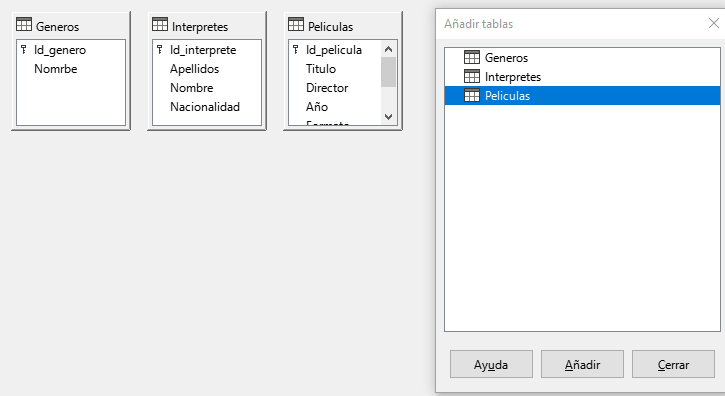 Generos
Id_genero
Nomrbe
Interpretes
Id_interprete
Apellidos
Nombre
Nacionalidad
Peliculas
Id_pelicula
Titulo
Director
Año
Formato
Añadir tablas
Generos
Interpretes
Peliculas
Ayuda
Añadir
Cerrar